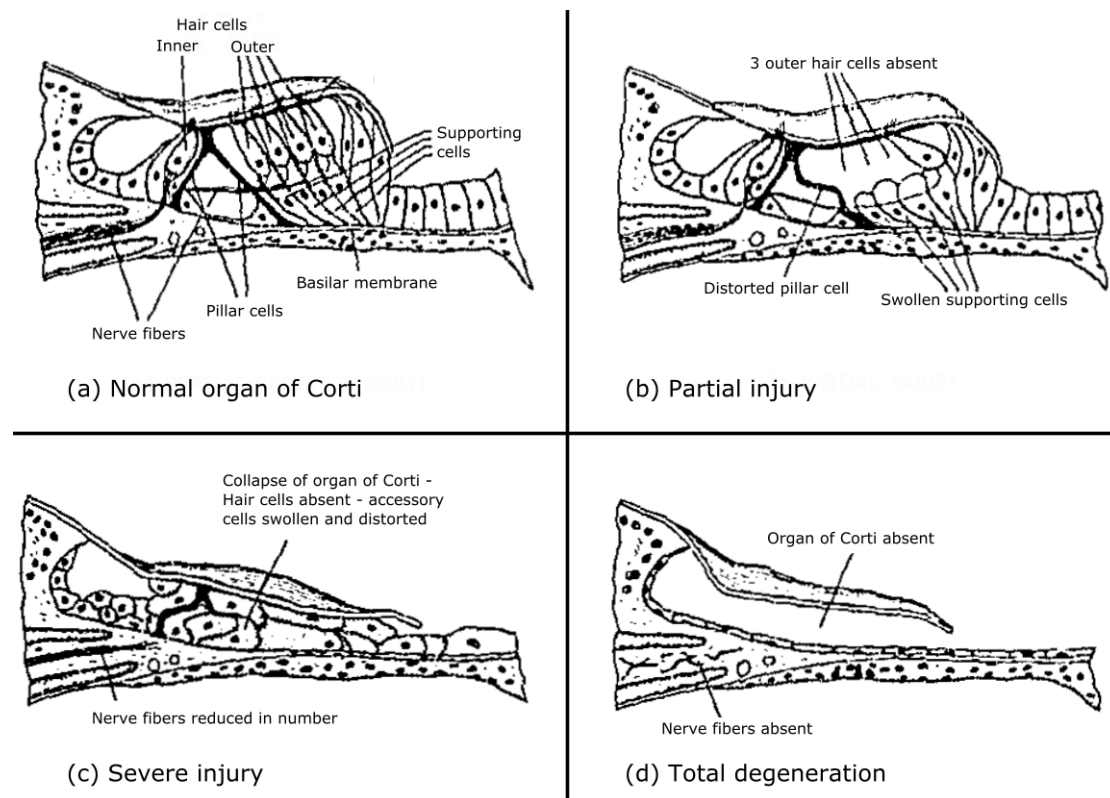 Hair cells
Inner Outer
Supporting
cells
Basilar membrane
Pillar cells
Nerve fibers
(a) Normal organ of Corti
3 outer hair cells absent
Distorted pillar cell
Swollen supporting cells
(b) Partial injury
Collapse of organ of Corti -
Hair cells absent - accessory
cells swollen and distorted
Nerve fibers reduced in number
(c) Severe injury
Organ of Corti absent
Nerve fibers absent
(d) Total degeneration